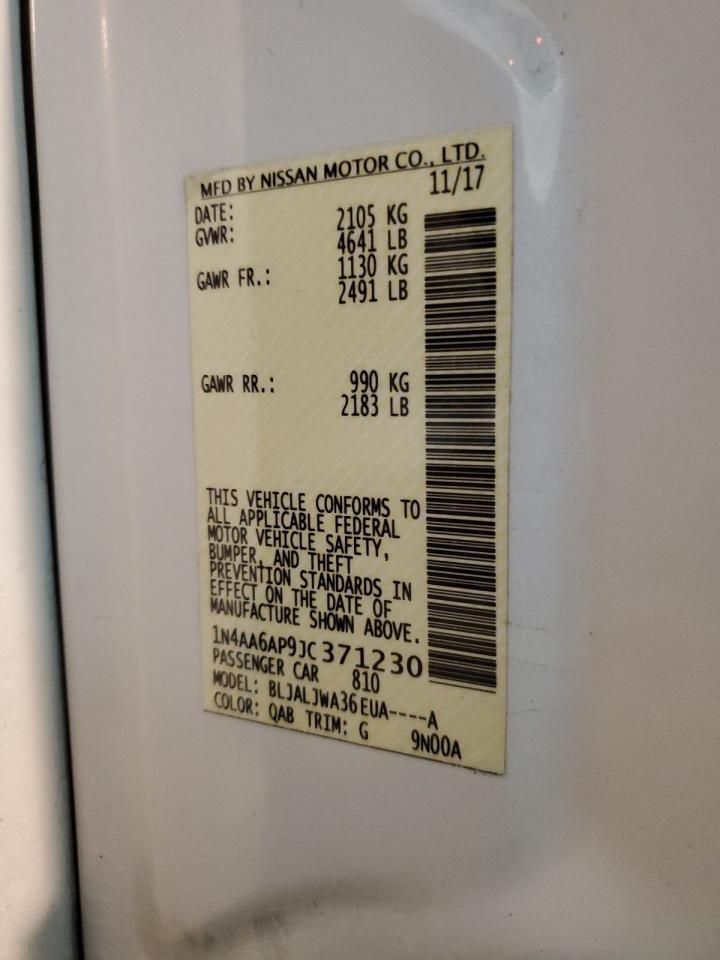 MFD BY NISSAN MOTOR CO., LTD.
DATE: 11/17
GVWR: 2105 KG
4641 LB
GAWR FR.: 1130 KG
2491 LB
GAWR RR.: 990 KG
2183 LB
THIS VEHICLE CONFORMS TO
ALL APPLICABLE FEDERAL
MOTOR VEHICLE SAFETY,
BUMPER, AND THEFT
PREVENTION STANDARDS IN
EFFECT ON THE DATE OF
MANUFACTURE SHOWN ABOVE.
1N4AA6AP9JC371230
PASSENGER CAR 810
MODEL: BLJALJWA36EUA----A
COLOR: QAB TRIM: G 9N00A